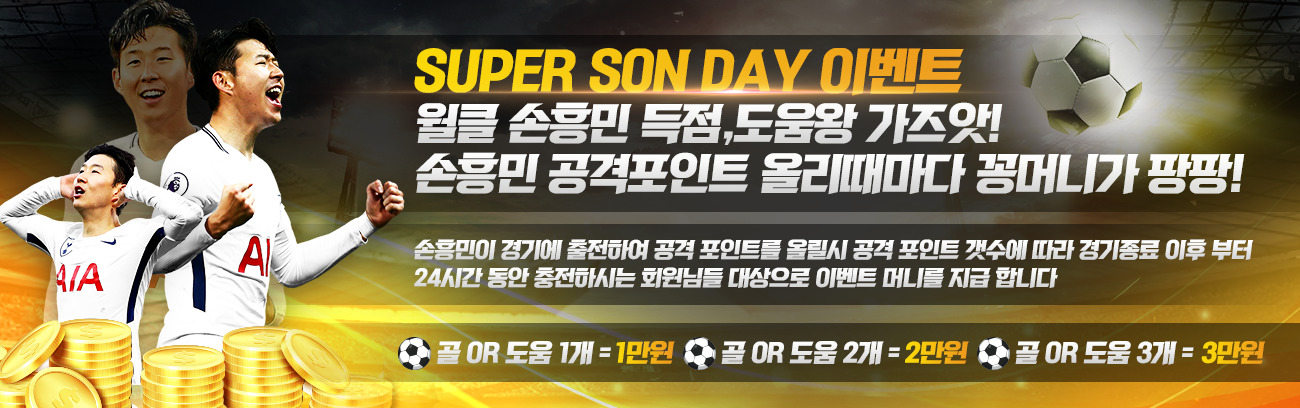 SUPER SON DAY 이벤트
월클 손흥민 득점,도움왕 가즈앗!
손흥민 공격포인트 올리때마다 꽁머니가 팡팡!
손흥민이 경기에 출전하여 공격 포인트를 올릴시 공격 포인트 갯수에 따라 경기종료 이후 부터
24시간 동안 충전하시는 회원님들 대상으로 이벤트 머니를 지급 합니다
골 OR 도움 1개 = 1만원 골 OR 도움 2개 = 2만원 골 OR 도움 3개 = 3만원
AIA
AI